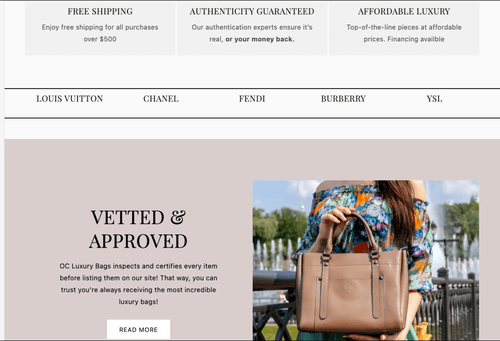 FREE SHIPPING
Enjoy free shipping for all purchases
over $500
AUTHENTICITY GUARANTEED
Our authentication experts ensure it's
real, or your money back.
AFFORDABLE LUXURY
Top-of-the-line pieces at affordable
prices. Financing availble
LOUIS VUITTON CHANEL FENDI BURBERRY YSL
VETTED &
APPROVED
OC Luxury Bags inspects and certifies every item
before listing them on our site! That way, you can
trust you're always receiving the most incredible
luxury bags!
READ MORE